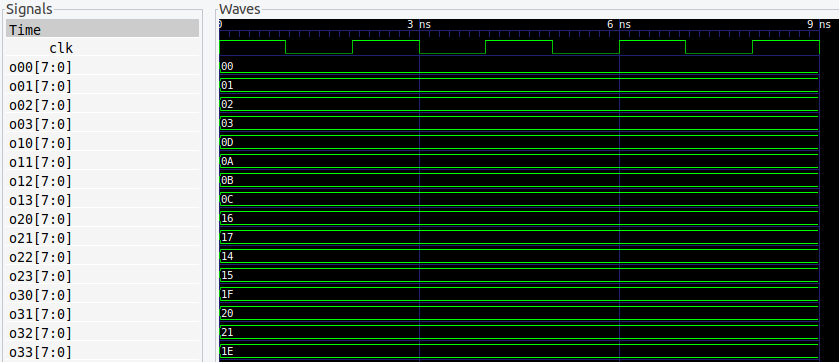 Signals Waves
Time 0 3 ns 6 ns 9 ns
clk
o00[7:0] 00
o01[7:0] 01
o02[7:0] 02
o03[7:0] 03
o10[7:0] 0D
o11[7:0] 0A
o12[7:0] 0B
o13[7:0] 0C
o20[7:0] 16
o21[7:0] 17
o22[7:0] 14
o23[7:0] 15
o30[7:0] 1F
o31[7:0] 20
o32[7:0] 21
o33[7:0] 1E